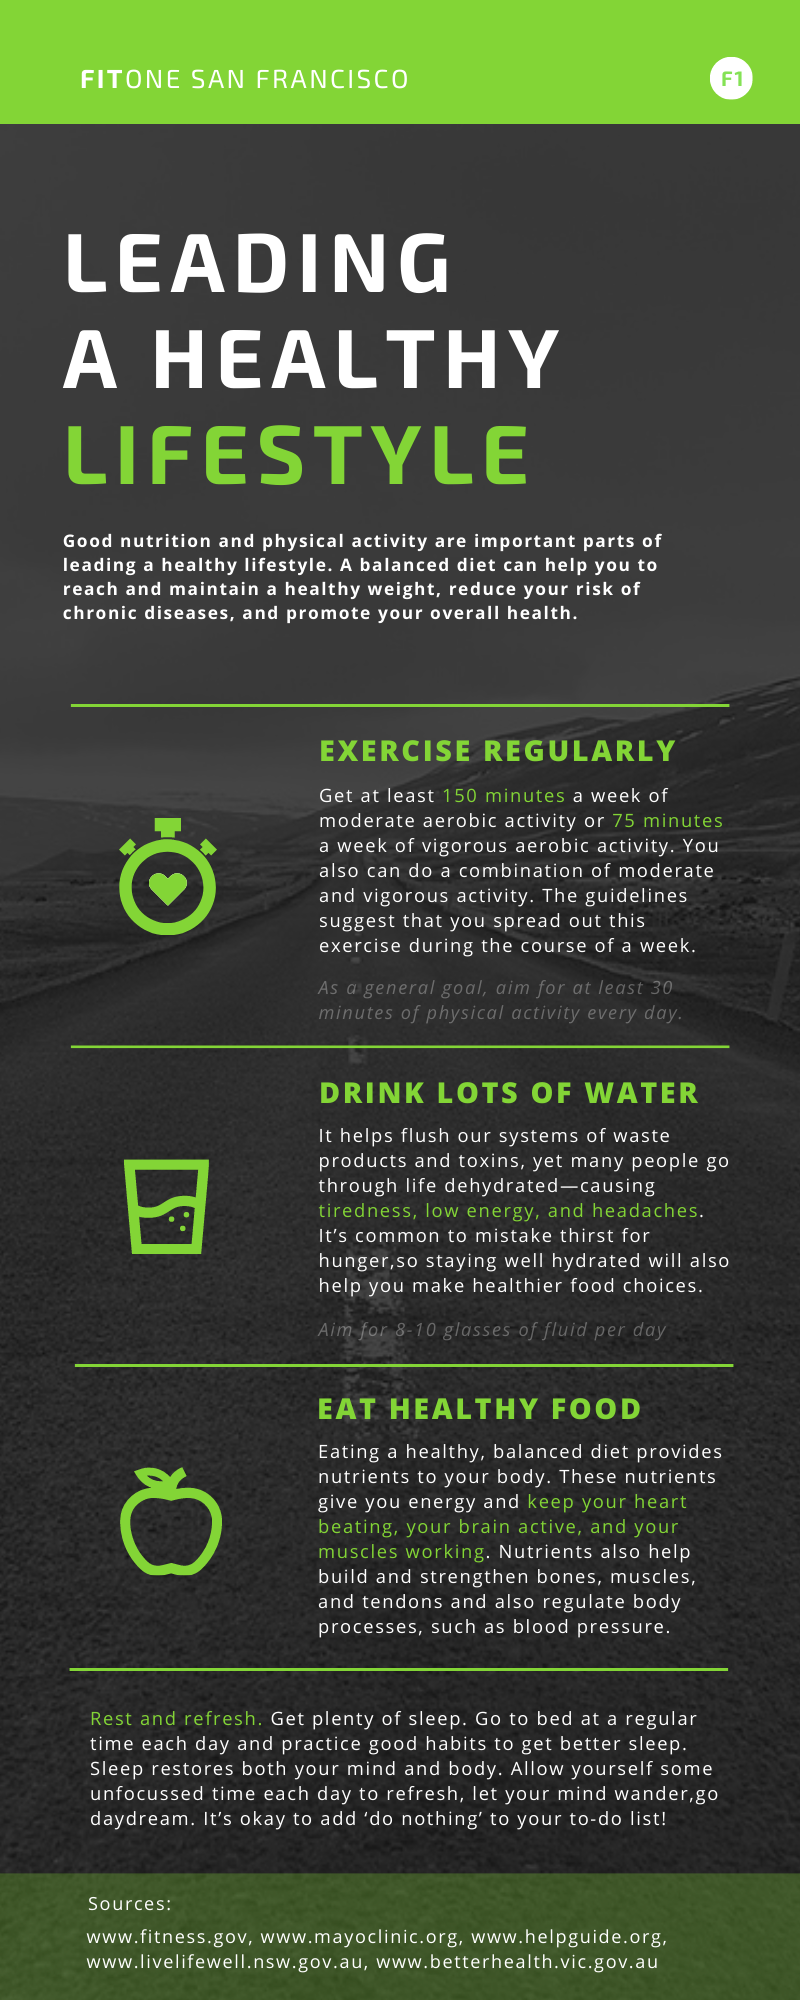 FITONE SAN FRANCISCO
F1
LEADING
A HEALTHY
LIFESTYLE
Good nutrition and physical activity are important parts of
leading a healthy lifestyle. A balanced diet can help you to
reach and maintain a healthy weight, reduce your risk of
chronic diseases, and promote your overall health.
EXERCISE REGULARLY
Get at least 150 minutes a week of
moderate aerobic activity or 75 minutes
a week of vigorous aerobic activity. You
also can do a combination of moderate
and vigorous activity. The guidelines
suggest that you spread out this
exercise during the course of a week.
As a general goal, aim for at least 30
minutes of physical activity every day.
DRINK LOTS OF WATER
It helps flush our systems of waste
products and toxins, yet many people go
through life dehydrated—causing
tiredness, low energy, and headaches.
It’s common to mistake thirst for
hunger,so staying well hydrated will also
help you make healthier food choices.
Aim for 8-10 glasses of fluid per day
EAT HEALTHY FOOD
Eating a healthy, balanced diet provides
nutrients to your body. These nutrients
give you energy and keep your heart
beating, your brain active, and your
muscles working. Nutrients also help
build and strengthen bones, muscles,
and tendons and also regulate body
processes, such as blood pressure.
Rest and refresh. Get plenty of sleep. Go to bed at a regular
time each day and practice good habits to get better sleep.
Sleep restores both your mind and body. Allow yourself some
unfocussed time each day to refresh, let your mind wander,go
daydream. It’s okay to add ‘do nothing’ to your to-do list!
Sources:
www.fitness.gov, www.mayoclinic.org, www.helpguide.org,
www.livelifewell.nsw.gov.au, www.betterhealth.vic.gov.au